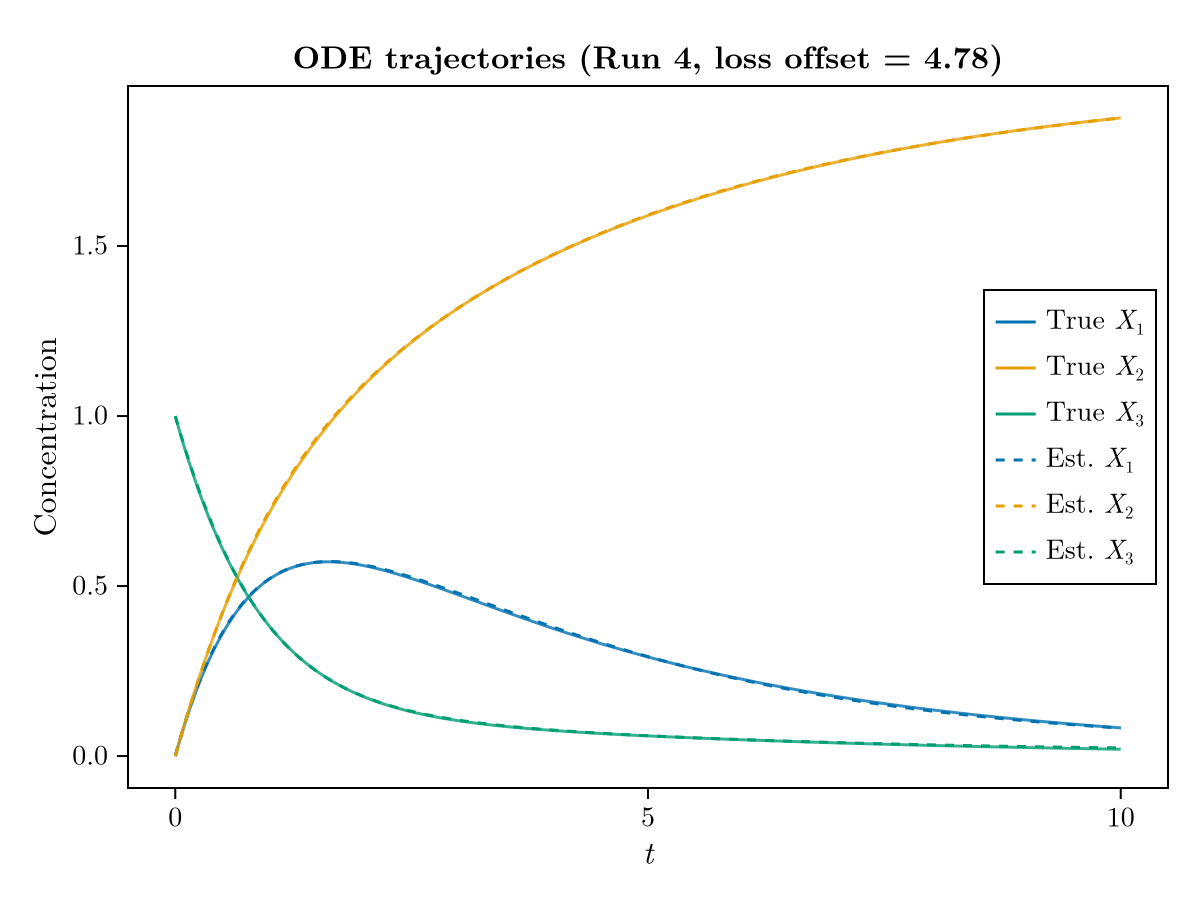 ODE trajectories (Run 4, loss offset = 4.78)
Concentration
1.5
1.0
0.5
0.0
0
5
10
t
True X₁
True X₂
True X₃
Est. X₁
Est. X₂
Est. X₃